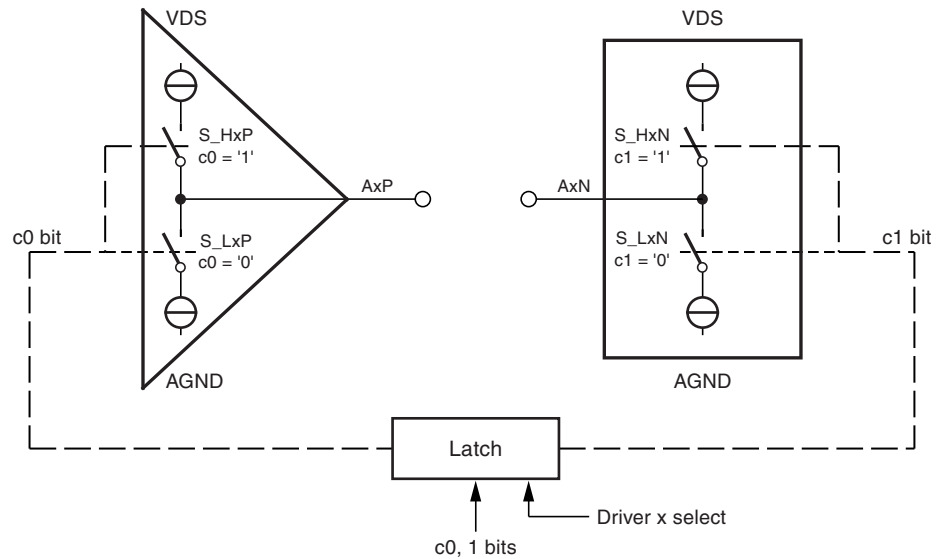 VDS
VDS
S_HxP
c0 = '1'
S_HxN
c1 = '1'
AxP
AxN
c0 bit
S_LxP
c0 = '0'
S_LxN
c1 = '0'
c1 bit
AGND
AGND
Latch
Driver x select
c0, 1 bits